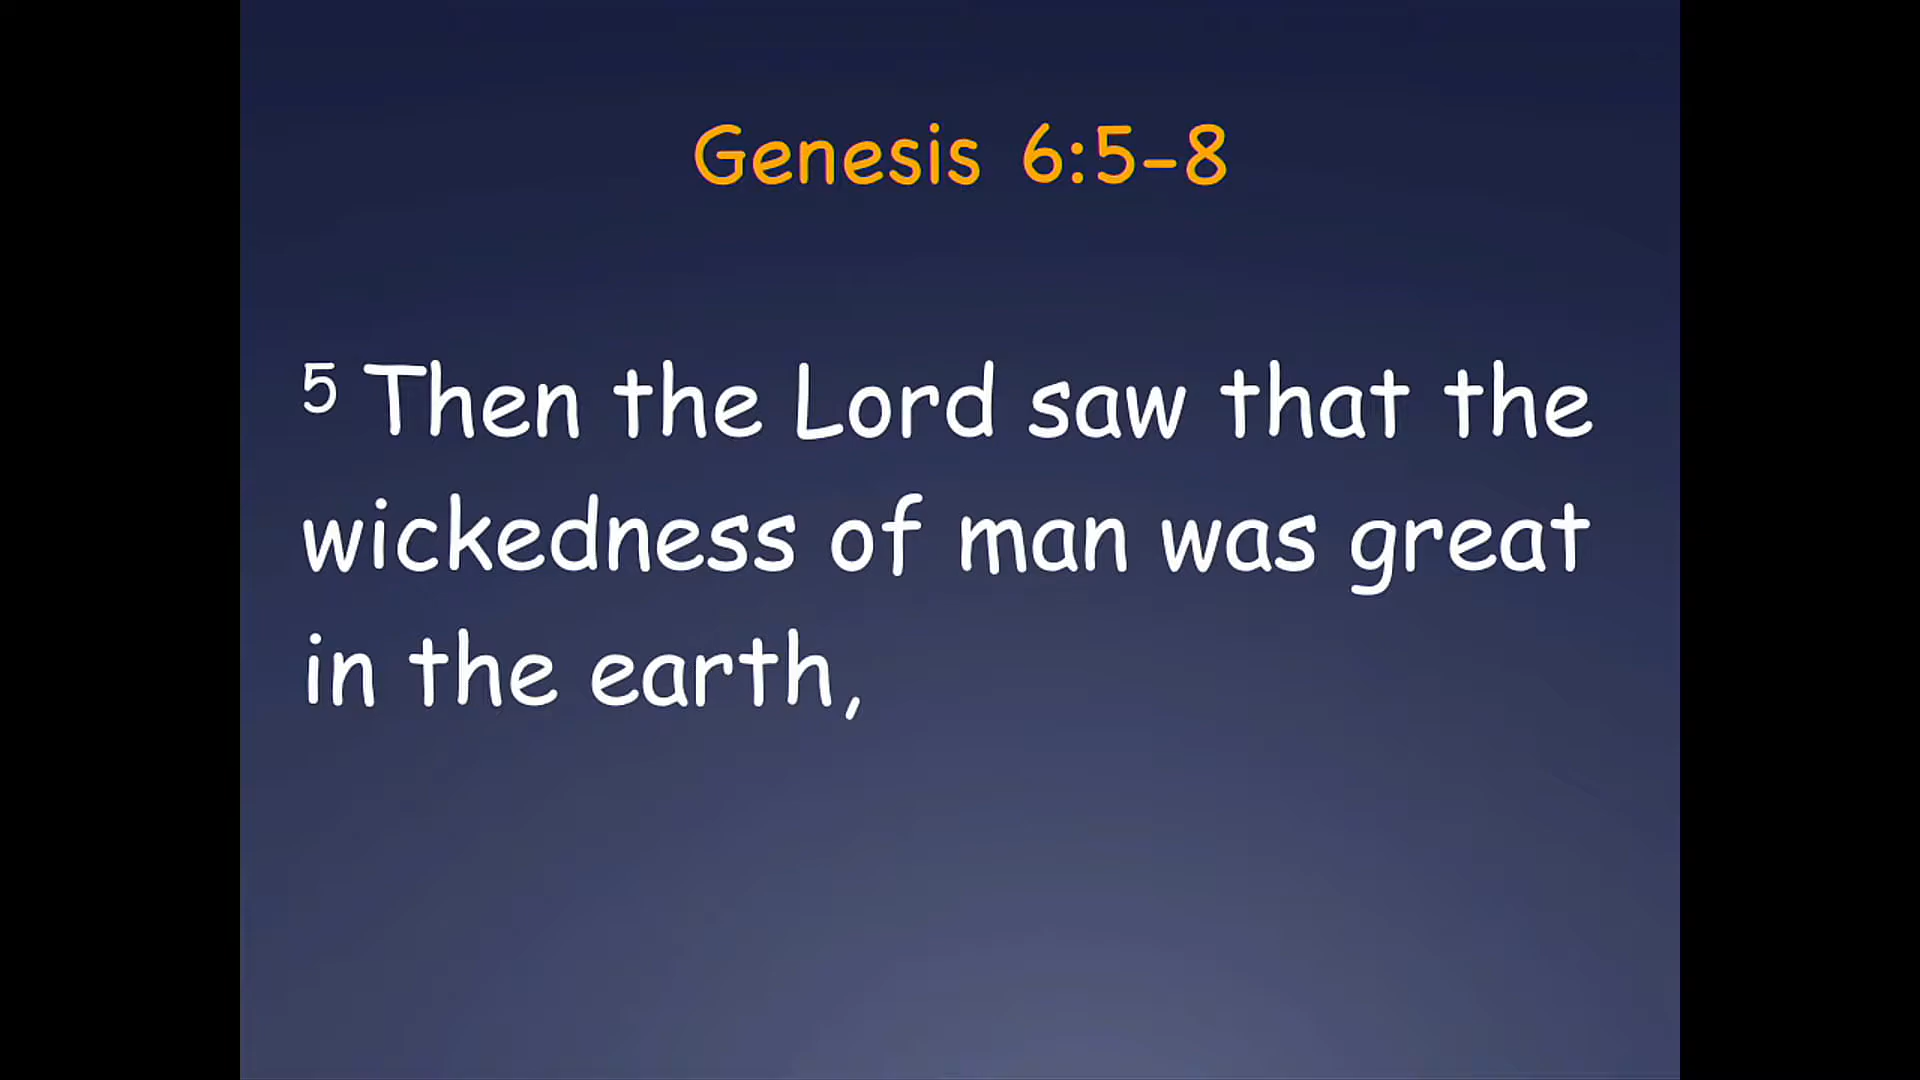 Genesis 6:5-8
5 Then the Lord saw that the
wickedness of man was great
in the earth,